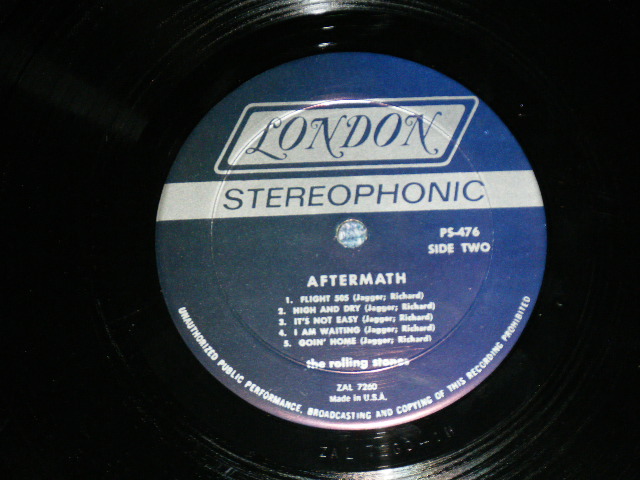 LONDON
STEREOPHONIC
PS-476
SIDE TWO
AFTERMATH
1. FLIGHT 505 (Jagger; Richard)
2. HIGH AND DRY (Jagger; Richard)
3. IT'S NOT EASY (Jagger; Richard)
4. I AM WAITING (Jagger; Richard)
5. GOIN' HOME (Jagger; Richard)
the rolling stones
ZAL 7260
Made in U.S.A.
UNAUTHORIZED PUBLIC PERFORMANCE, BROADCASTING AND COPYING OF THIS RECORDING PROHIBITED
ZAL